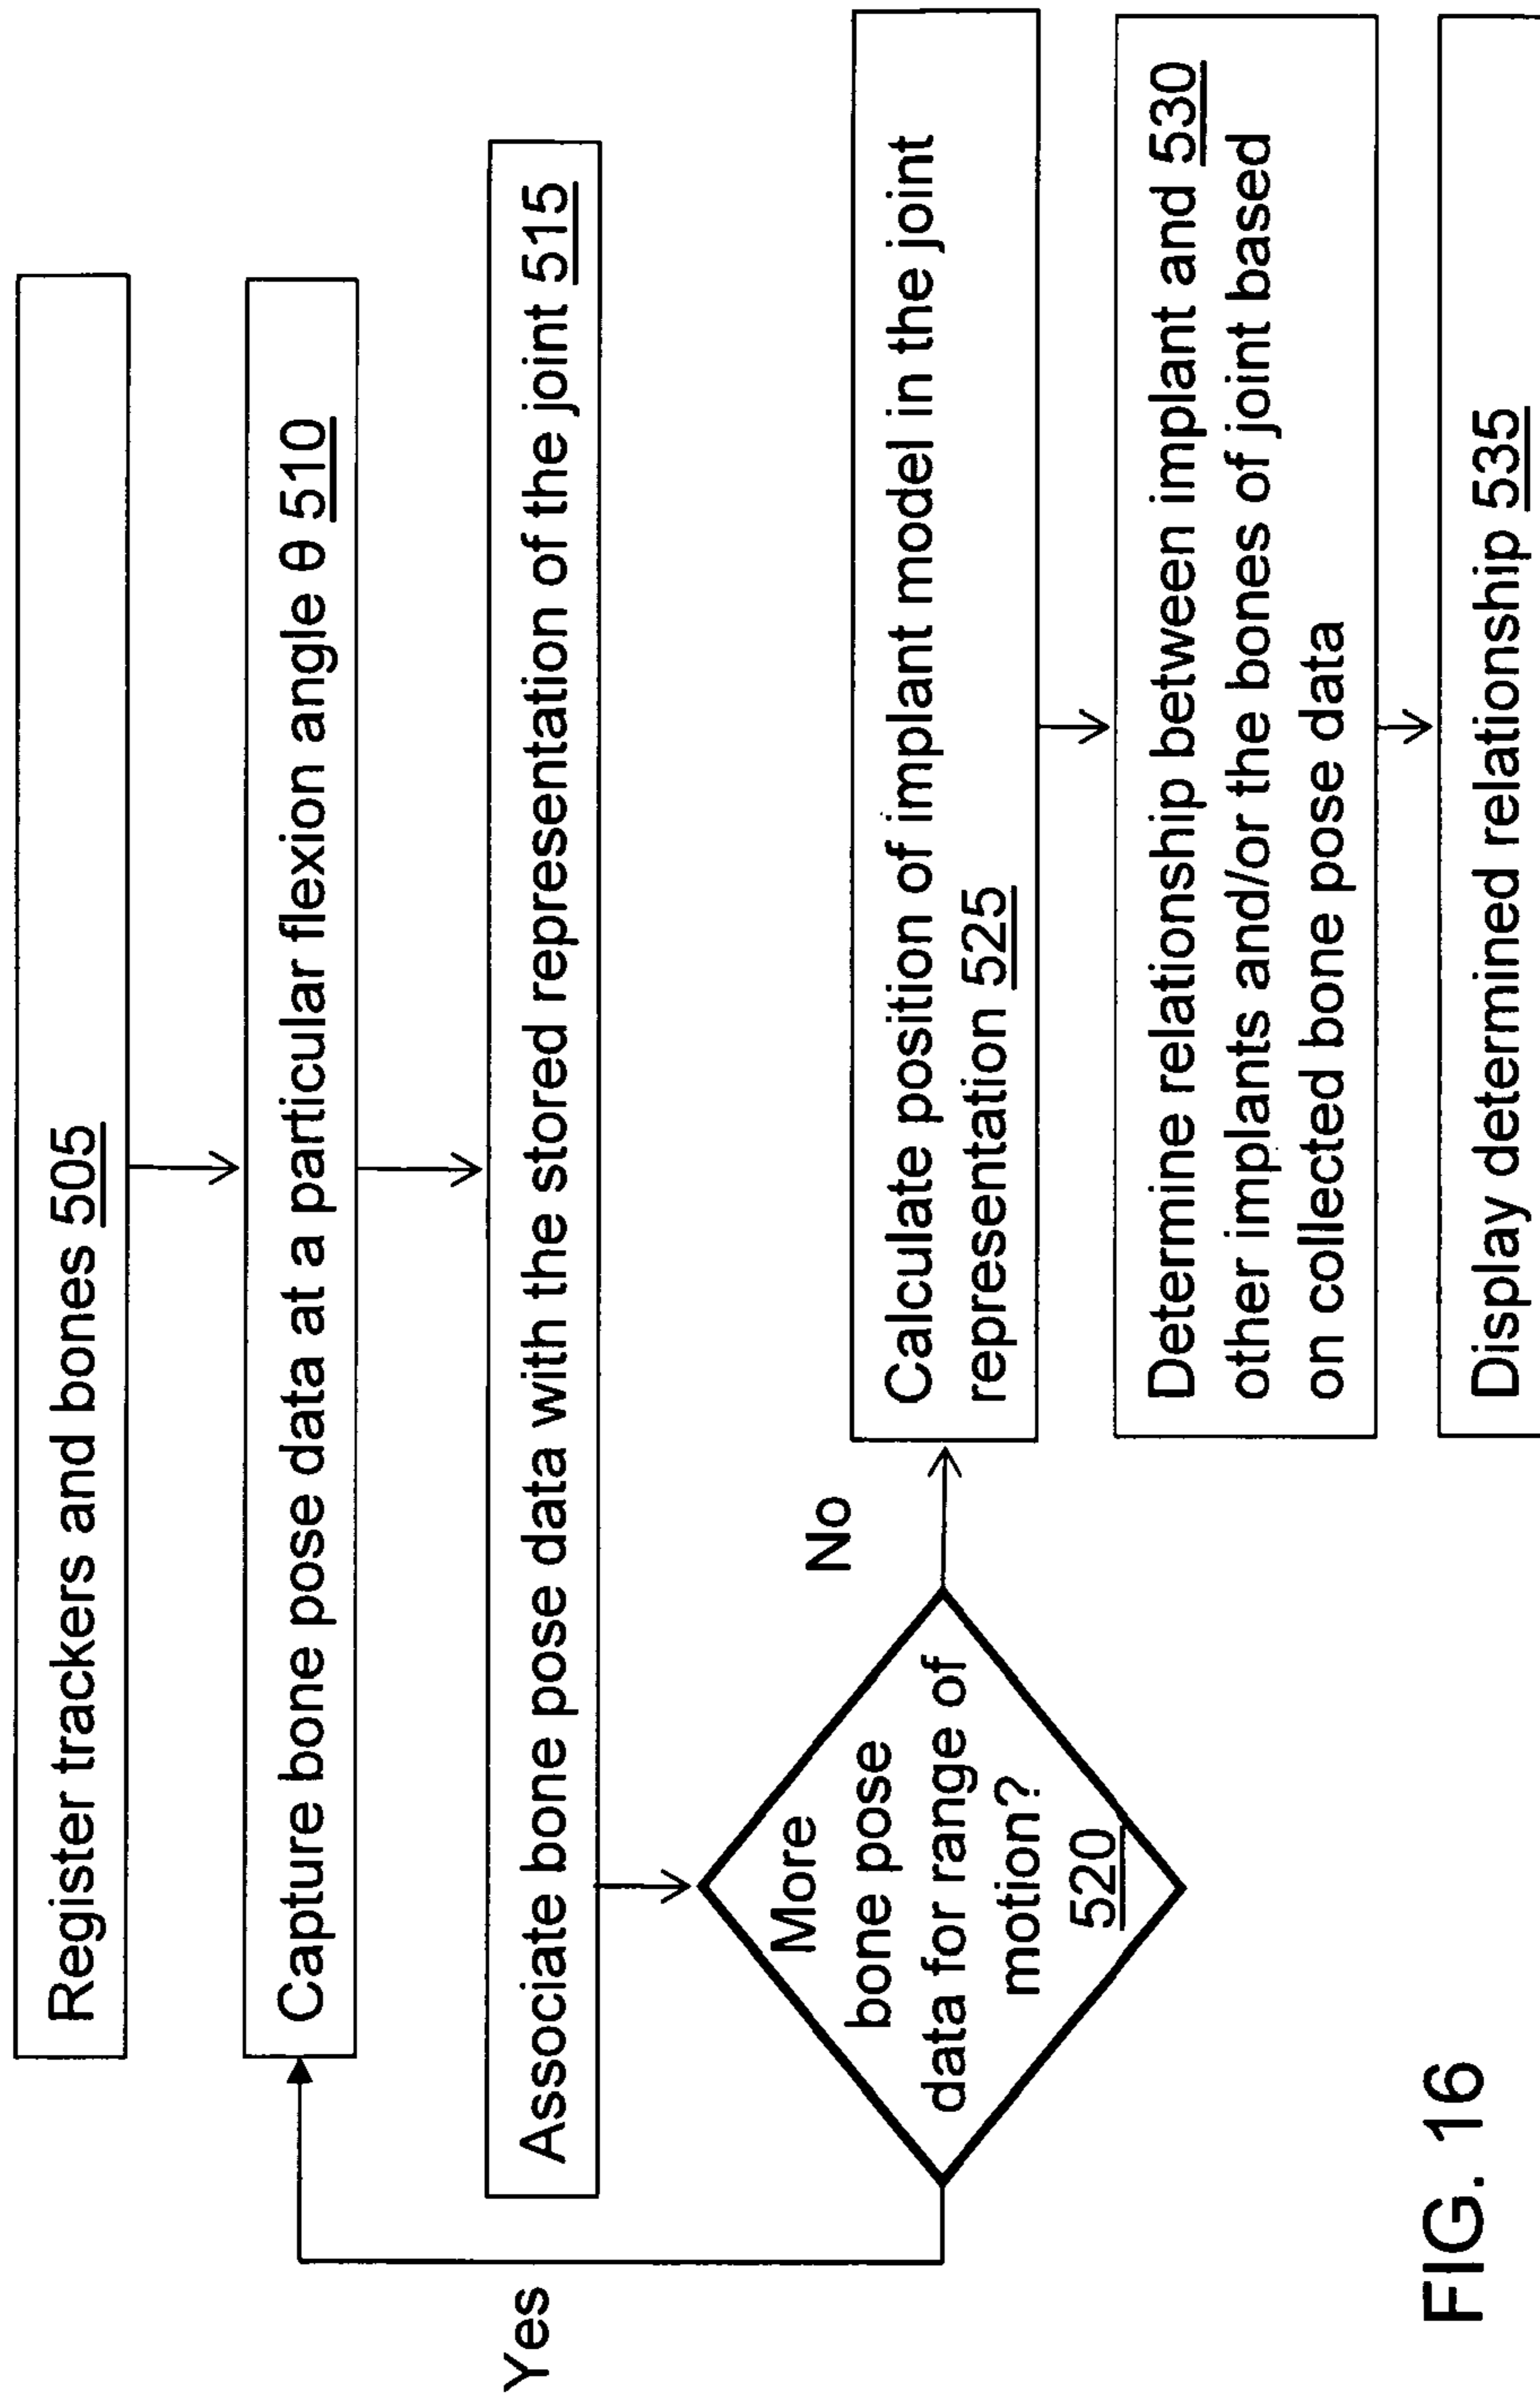 Register trackers and bones 505
Capture bone pose data at a particular flexion angle θ 510
Associate bone pose data with the stored representation of the joint 515
Yes
More
bone pose
data for range of
motion?
520
No
Calculate position of implant model in the joint
representation 525
Determine relationship between implant and 530
other implants and/or the bones of joint based
on collected bone pose data
Display determined relationship 535
FIG. 16